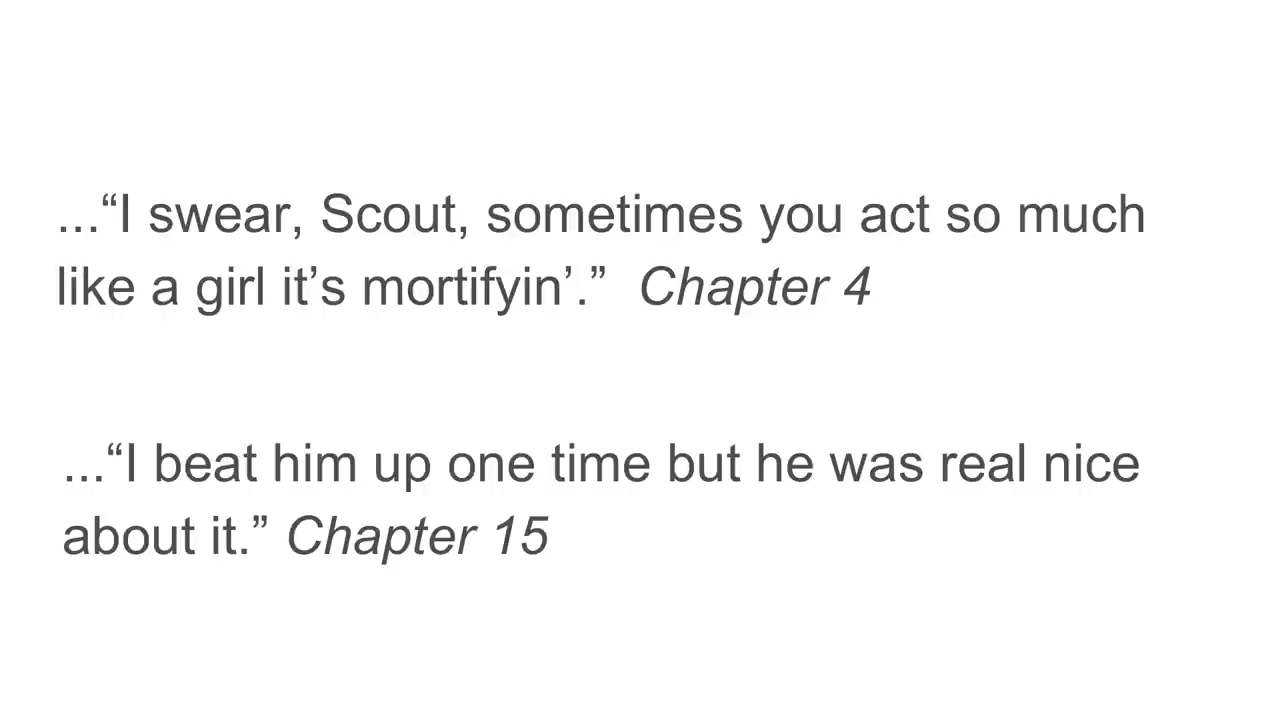 ...“I swear, Scout, sometimes you act so much
like a girl it’s mortifyin’.”  Chapter 4
...“I beat him up one time but he was real nice
about it.” Chapter 15